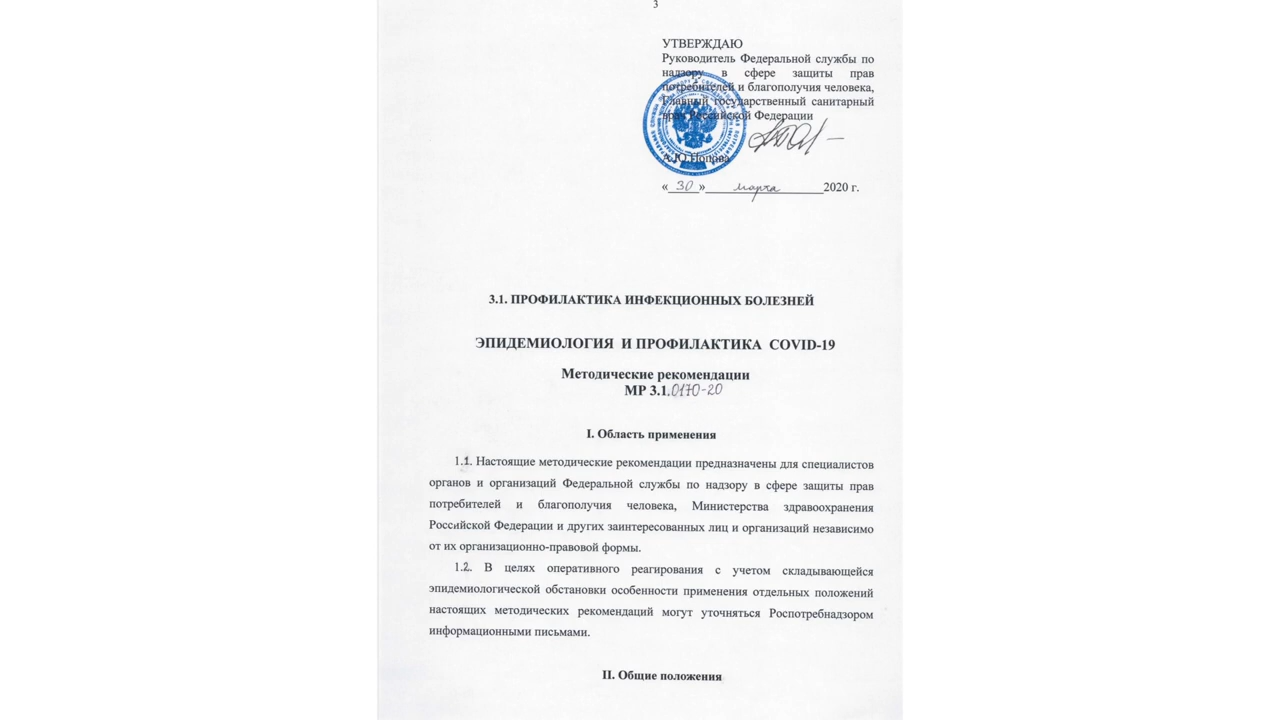 3
УТВЕРЖДАЮ
Руководитель Федеральной службы по
надзору в сфере защиты прав
потребителей и благополучия человека,
Главный государственный санитарный
врач Российской Федерации
А.Ю.Попова
«30» марта 2020 г.
3.1. ПРОФИЛАКТИКА ИНФЕКЦИОННЫХ БОЛЕЗНЕЙ
ЭПИДЕМИОЛОГИЯ И ПРОФИЛАКТИКА COVID-19
Методические рекомендации
МР 3.1.0170-20
I. Область применения
1.1. Настоящие методические рекомендации предназначены для специалистов
органов и организаций Федеральной службы по надзору в сфере защиты прав
потребителей и благополучия человека, Министерства здравоохранения
Российской Федерации и других заинтересованных лиц и организаций независимо
от их организационно-правовой формы.
1.2. В целях оперативного реагирования с учетом складывающейся
эпидемиологической обстановки особенности применения отдельных положений
настоящих методических рекомендаций могут уточняться Роспотребнадзором
информационными письмами.
II. Общие положения